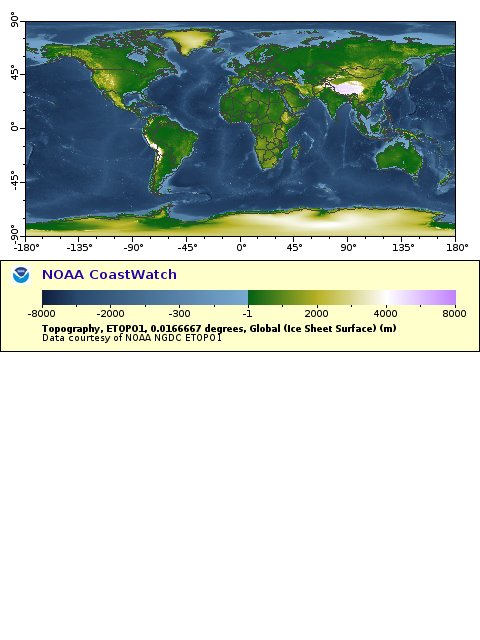 90°
45°
0°
-45°
-90°
-180° -135° -90° -45° 0° 45° 90° 135° 180°
NOAA CoastWatch
-8000 -2000 -300 -1 2000 4000 8000
Topography, ETOPO1, 0.0166667 degrees, Global (Ice Sheet Surface) (m)
Data courtesy of NOAA NGDC ETOPO1